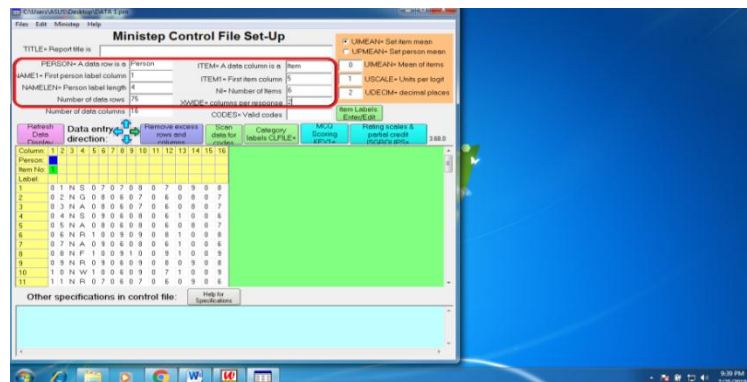 C:\Users\ASUS\Desktop\DATA 1.prn
Files Edit Ministep Help
Ministep Control File Set-Up
TITLE= Report title is
PERSON= A data row is a Person
ITEM= A data column is a Item
NAME1= First person label column 1
ITEM1= First item column 5
NAMELEN= Person label length 4
NI= Number of Items 6
Number of data rows 75
XWIDE= columns per response 2
Number of data columns 16
CODES= Valid codes
UIMEAN= Set item mean
UPMEAN= Set person mean
0 UIMEAN= Mean of items
1 USCALE= Units per logit
2 UDECIM= decimal places
Item Labels: Enter/Edit
Refresh Data Display
Data entry direction:
Remove excess rows and columns
Scan data for codes
Category labels CLFILE=
MCQ Scoring KEY1=
Rating scales & partial credit ISGROUPS=
3.68.0
Column: 1 2 3 4 5 6 7 8 9 10 11 12 13 14 15 16
Person:
Item No: 1
Label:
1 0 1 N S 0 7 0 7 0 8 0 7 0 9 0 8
2 0 2 N G 0 8 0 6 0 7 0 6 0 8 0 7
3 0 3 N A 0 8 0 6 0 7 0 6 0 8 0 7
4 0 4 N S 0 9 0 6 0 8 0 6 1 0 0 6
5 0 5 N A 0 8 0 6 0 8 0 6 0 8 0 7
6 0 6 N R 1 0 0 9 0 9 0 8 1 0 0 8
7 0 7 N A 0 9 0 6 0 8 0 6 1 0 0 6
8 0 8 N F 1 0 0 9 1 0 0 9 1 0 0 9
9 0 9 N R 0 9 0 6 0 9 0 8 0 9 0 8
10 1 0 N W 1 0 0 6 0 9 0 7 1 0 0 9
11 1 1 N R 0 7 0 6 0 7 0 6 0 9 0 6
Other specifications in control file:
Help for Specifications
9:39 PM